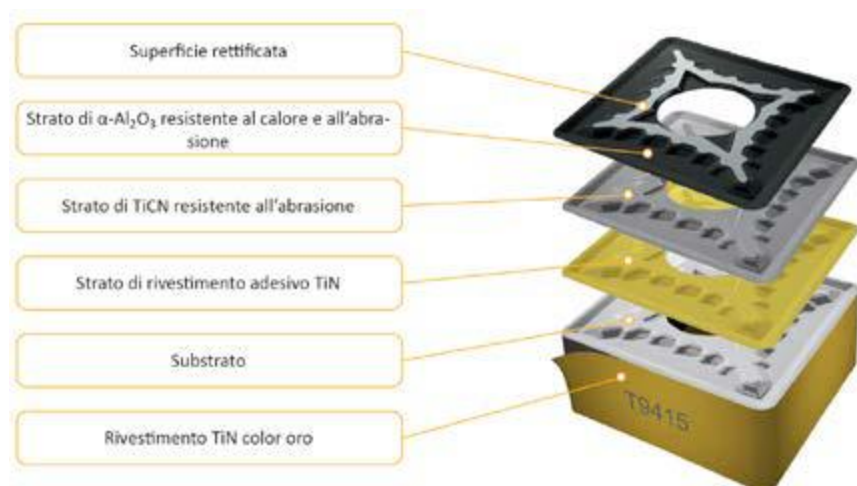 Superficie rettificata
Strato di α-Al₂O₃ resistente al calore e all'abra-
sione
Strato di TiCN resistente all'abrasione
Strato di rivestimento adesivo TiN
Substrato
Rivestimento TiN color oro
T9415